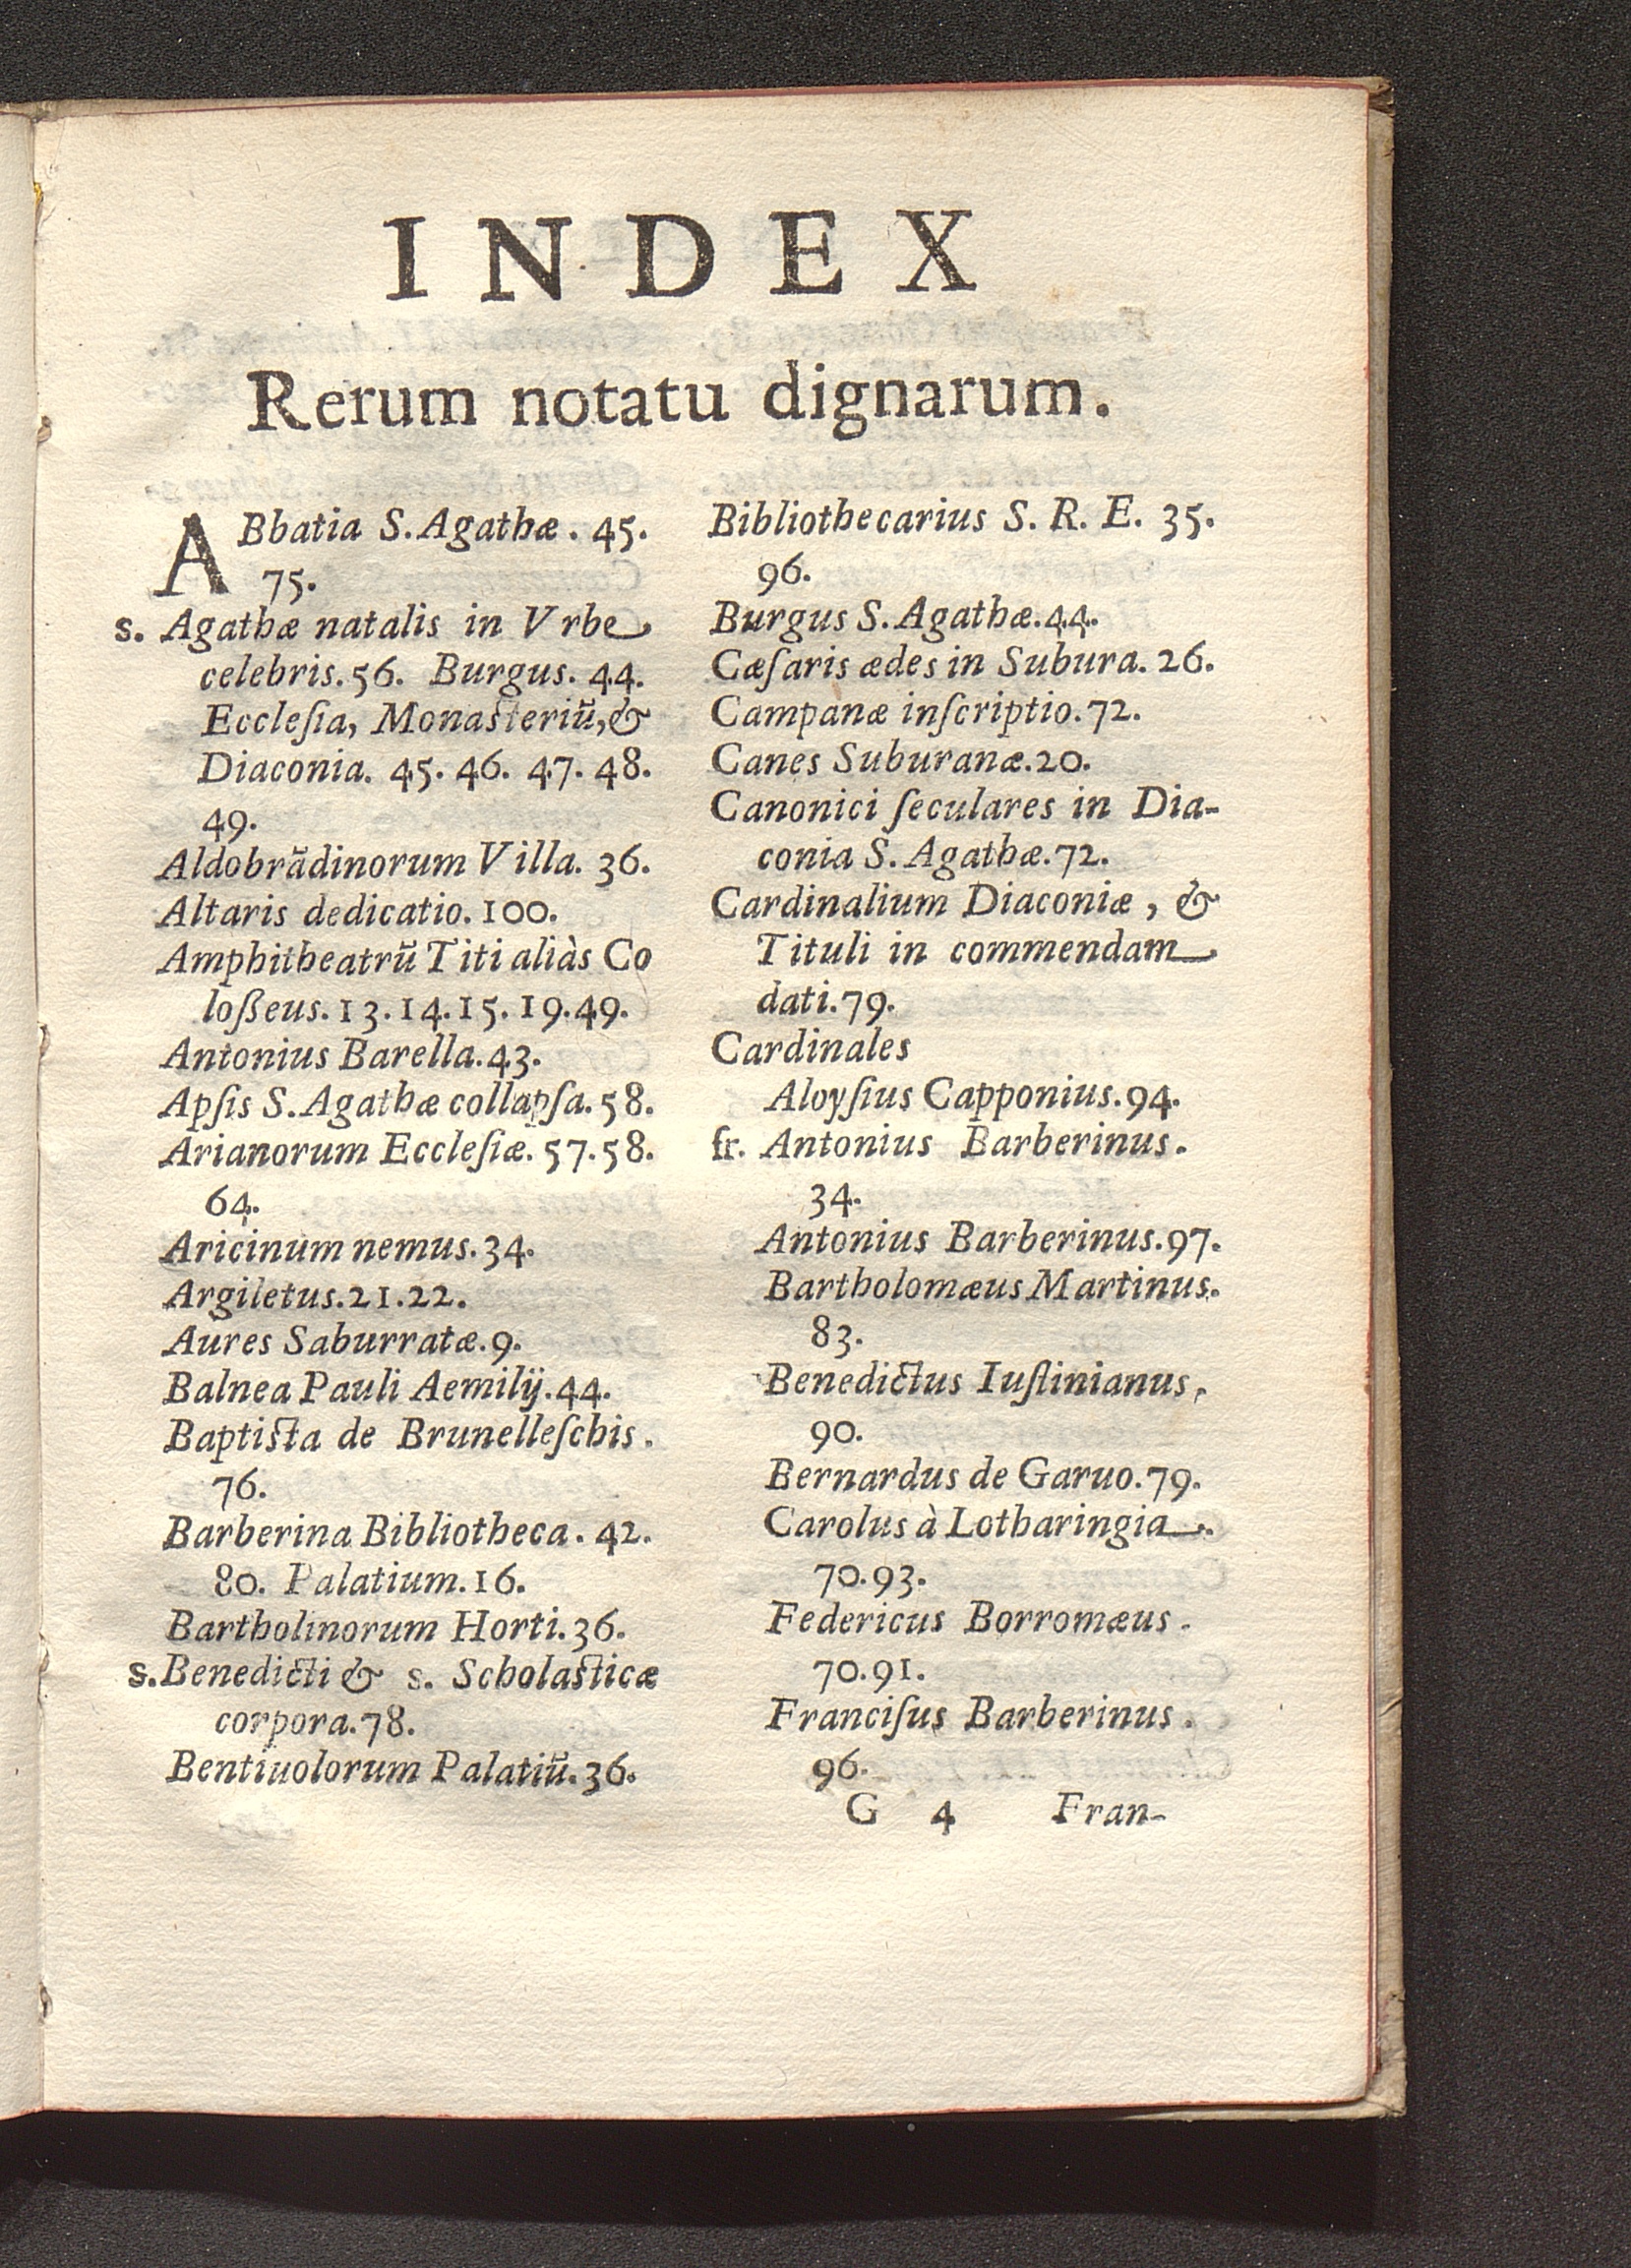 INDEX
Rerum notatu dignarum.
ABbatia S. Agathæ. 45.
75.
s. Agathæ natalis in Vrbe
celebris. 56. Burgus. 44.
Eccleſia, Monasteriũ, &
Diaconia. 45. 46. 47. 48.
49.
Aldobrãdinorum Villa. 36.
Altaris dedicatio. 100.
Amphitheatrũ Titi aliàs Co
loßeus. 13. 14. 15. 19. 49.
Antonius Barella. 43.
Apſis S. Agathæ collapſa. 58.
Arianorum Eccleſiæ. 57. 58.
64.
Aricinum nemus. 34.
Argiletus. 21. 22.
Aures Saburratæ. 9.
Balnea Pauli Aemilij. 44.
Baptista de Brunelleſchis.
76.
Barberina Bibliotheca. 42.
80. Palatium. 16.
Bartholinorum Horti. 36.
s. Benedicti & s. Scholasticæ
corpora. 78.
Bentiuolorum Palatiũ. 36.
Bibliothecarius S. R. E. 35.
96.
Burgus S. Agathæ. 44.
Cæſaris ædes in Subura. 26.
Campanæ inſcriptio. 72.
Canes Suburanæ. 20.
Canonici ſeculares in Dia-
conia S. Agathæ. 72.
Cardinalium Diaconiæ, &
Tituli in commendam
dati. 79.
Cardinales
Aloyſius Capponius. 94.
fr. Antonius Barberinus.
34.
Antonius Barberinus. 97.
Bartholomæus Martinus.
83.
Benedictus Iuſtinianus,
90.
Bernardus de Garuo. 79.
Carolus à Lotharingia.
70. 93.
Federicus Borromæus.
70. 91.
Franciſus Barberinus.
96.
G 4 Fran-